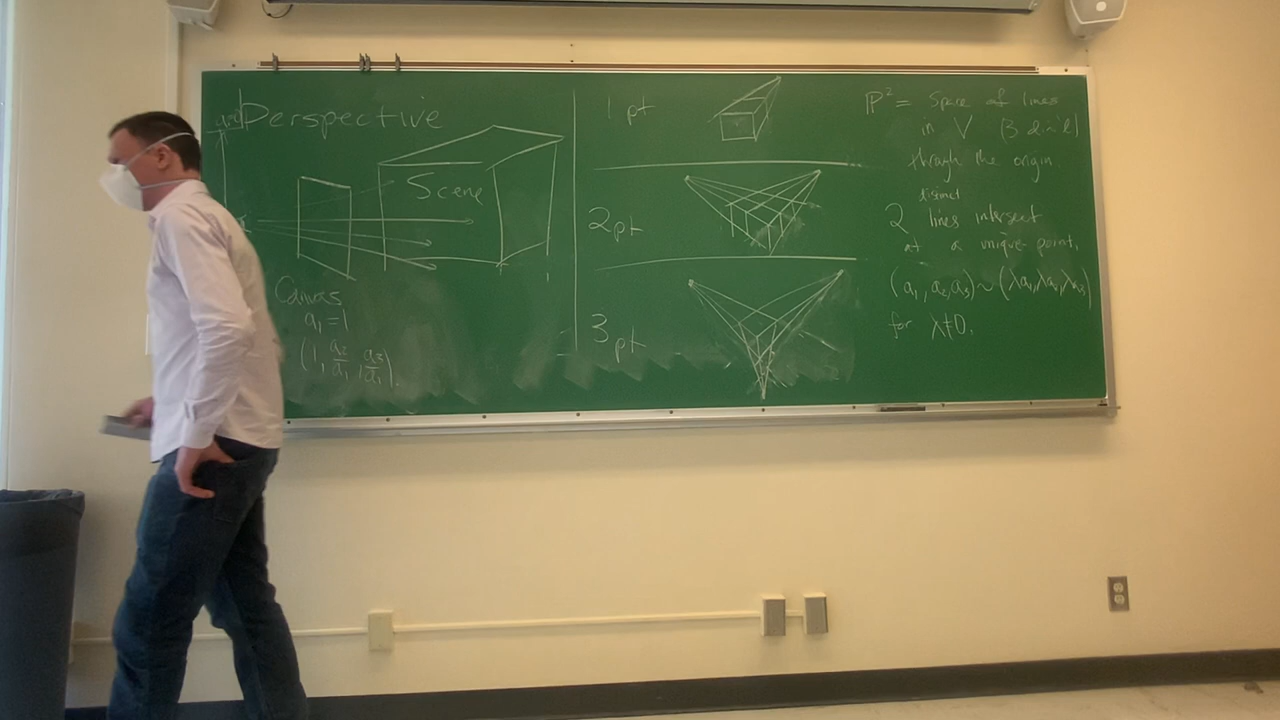 Perspective
Scene
Canvas
a₁ = 1
(1, a₂/a₁, a₃/a₁).
1 pt
2 pt
3 pt
ℙ² = Space of lines
in V (3 dim'l)
through the origin
distinct
2 lines intersect
at a unique point.
(a₁, a₂, a₃) ~ (λa₁, λa₂, λa₃)
for λ≠0.